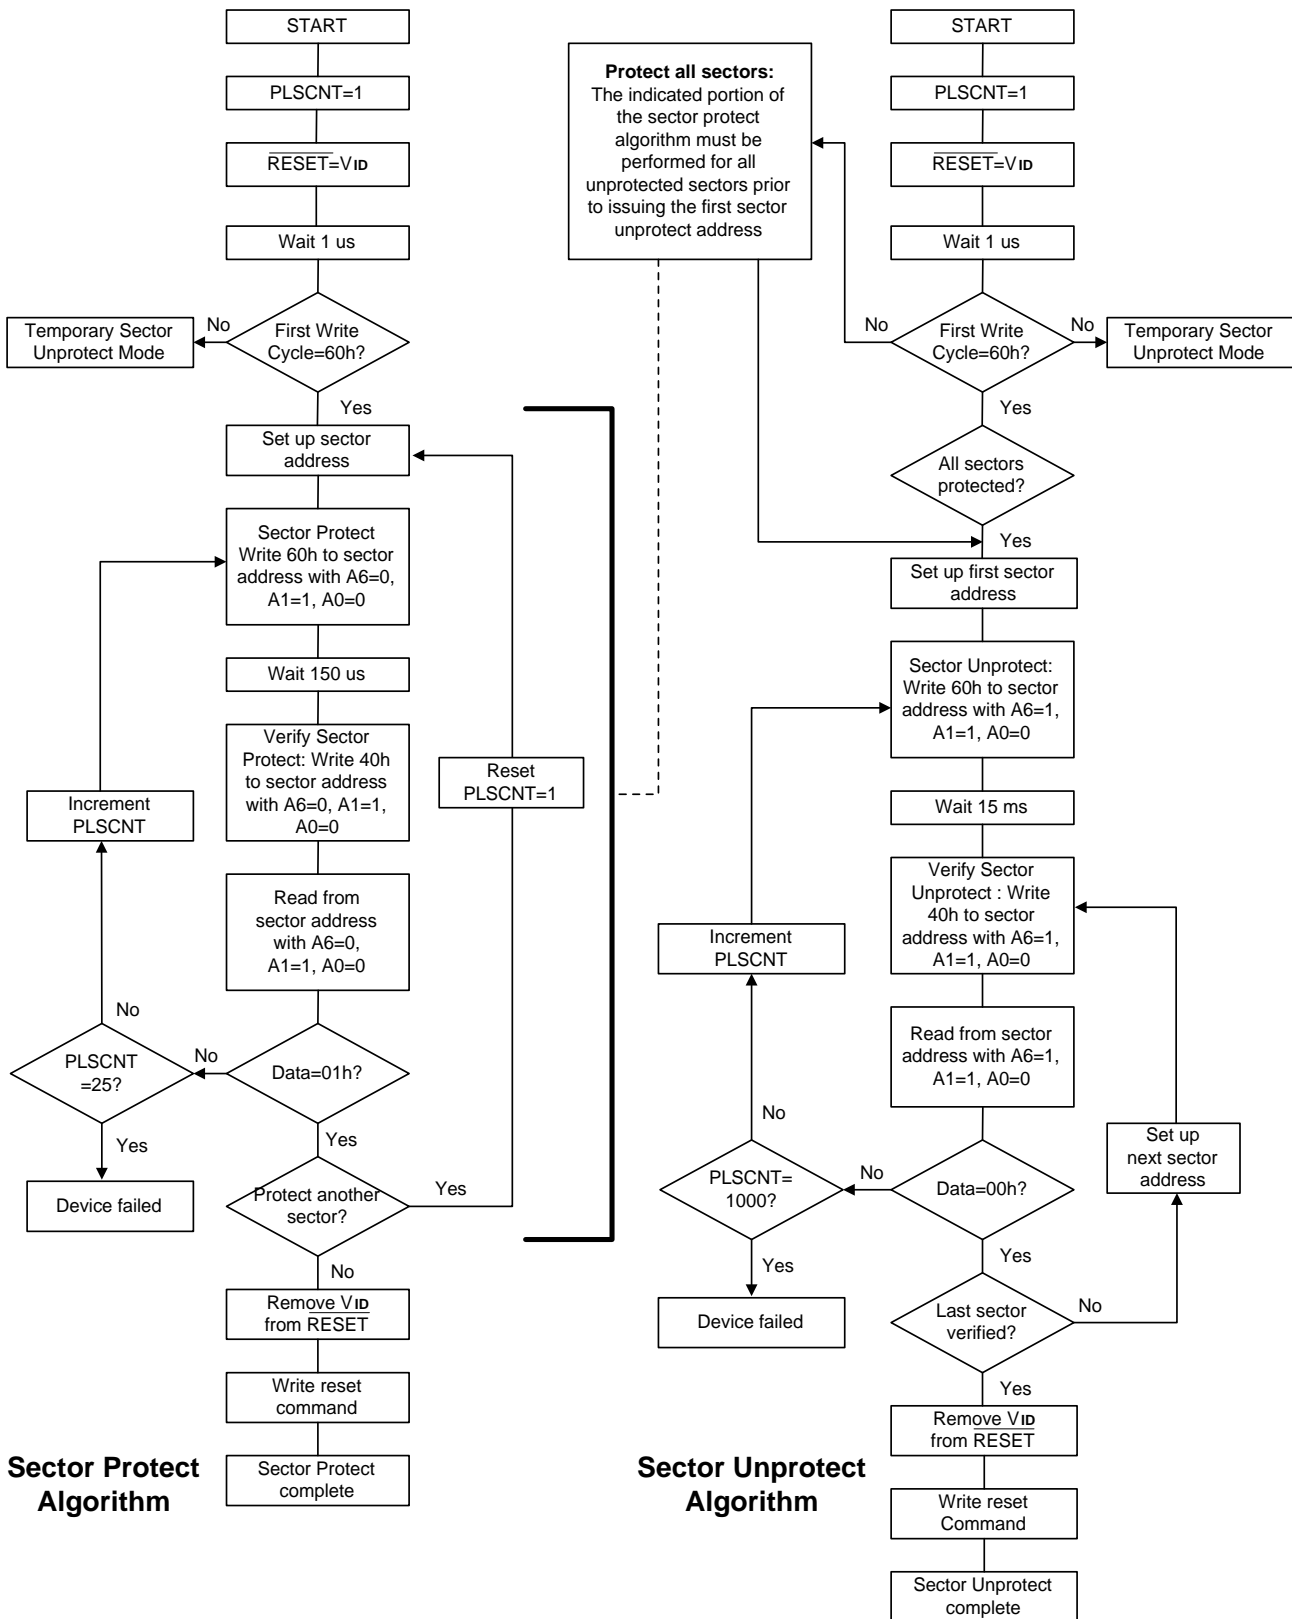 START
PLSCNT=1
RESET=VID
Wait 1 us
First Write
Cycle=60h?
No
Temporary Sector
Unprotect Mode
Yes
Set up sector
address
Sector Protect
Write 60h to sector
address with A6=0,
A1=1, A0=0
Wait 150 us
Verify Sector
Protect: Write 40h
to sector address
with A6=0, A1=1,
A0=0
Increment
PLSCNT
Reset
PLSCNT=1
Read from
sector address
with A6=0,
A1=1, A0=0
No
PLSCNT
=25?
No
Data=01h?
Yes
Yes
Device failed
Protect another
sector?
Yes
No
Remove VID
from RESET
Write reset
command
Sector Protect
complete
Sector Protect
Algorithm
Protect all sectors:
The indicated portion of
the sector protect
algorithm must be
performed for all
unprotected sectors prior
to issuing the first sector
unprotect address
START
PLSCNT=1
RESET=VID
Wait 1 us
No
First Write
Cycle=60h?
No
Temporary Sector
Unprotect Mode
Yes
All sectors
protected?
Yes
Set up first sector
address
Sector Unprotect:
Write 60h to sector
address with A6=1,
A1=1, A0=0
Wait 15 ms
Verify Sector
Unprotect : Write
40h to sector
address with A6=1,
A1=1, A0=0
Increment
PLSCNT
Read from sector
address with A6=1,
A1=1, A0=0
No
PLSCNT=
1000?
No
Data=00h?
Set up
next sector
address
Yes
Yes
Device failed
Last sector
verified?
No
Yes
Remove VID
from RESET
Write reset
Command
Sector Unprotect
complete
Sector Unprotect
Algorithm